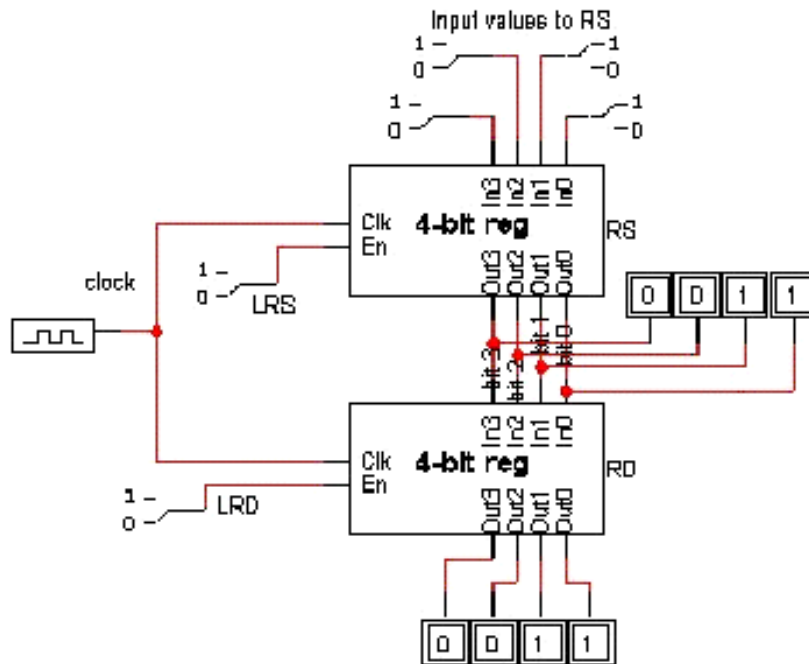 Input values to RS
1 1
0 0
1 1
0 0
In3 In2 In1 In0
Clk 4-bit reg RS
En
Out3 Out2 Out1 Out0
1
0 LRS
clock
0 0 1 1
bit 3 bit 2 bit 1 bit 0
In3 In2 In1 In0
Clk 4-bit reg RD
En
Out3 Out2 Out1 Out0
1
0 LRD
0 0 1 1